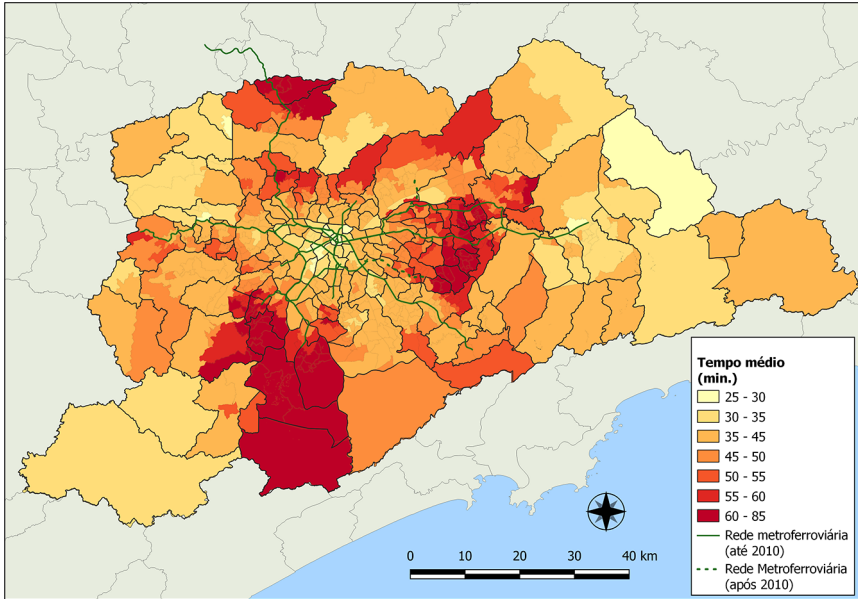 Tempo médio
(min.)
25 - 30
30 - 35
35 - 45
45 - 50
50 - 55
55 - 60
60 - 85
Rede metroferroviária
(até 2010)
Rede Metroferroviária
(após 2010)
0 10 20 30 40 km